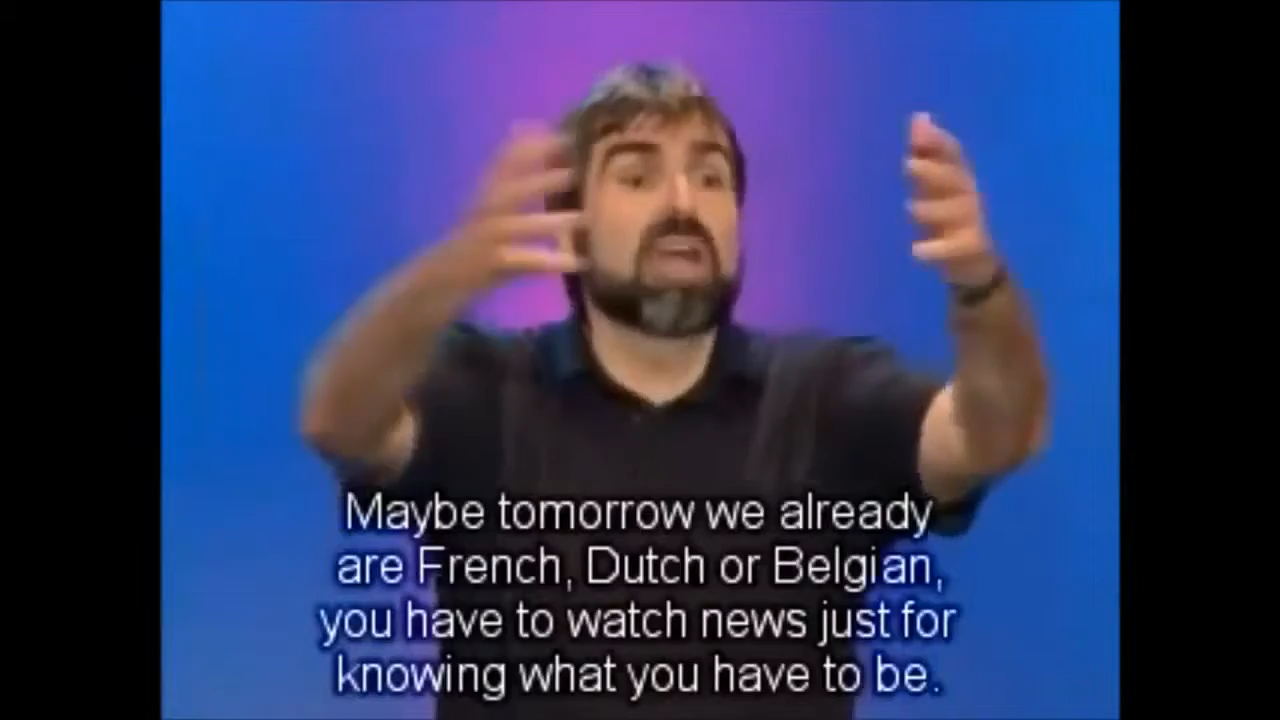 Maybe tomorrow we already
are French, Dutch or Belgian,
you have to watch news just for
knowing what you have to be.